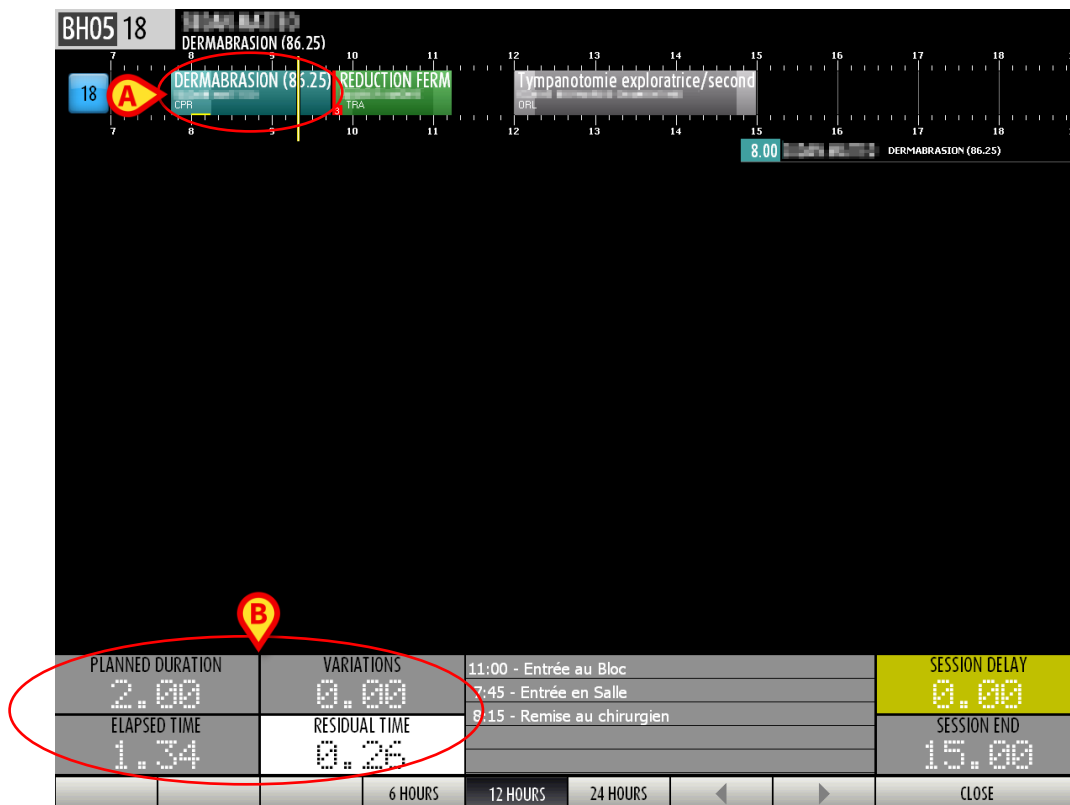 BH05 18
DERMABRASION (86.25)
7 8 9 10 11 12 13 14 15 16 17 18
18 A DERMABRASION (86.25) REDUCTION FERM Tympanotomie exploratrice/second
CPR 3 TRA ORL
7 8 9 10 11 12 13 14 15 16 17 18
8.00 DERMABRASION (86.25)
B
PLANNED DURATION VARIATIONS 11:00 - Entrée au Bloc SESSION DELAY
2.00 0.00 7:45 - Entrée en Salle 0.00
ELAPSED TIME RESIDUAL TIME 8:15 - Remise au chirurgien SESSION END
1.34 0.26 15.00
6 HOURS 12 HOURS 24 HOURS CLOSE